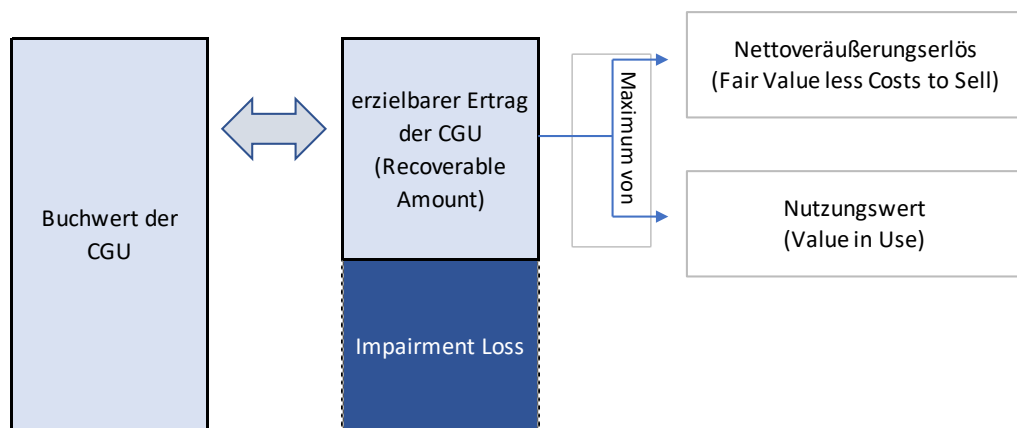 Buchwert der
CGU
erzielbarer Ertrag
der CGU
(Recoverable
Amount)
Impairment Loss
Maximum von
Nettoveräußerungserlös
(Fair Value less Costs to Sell)
Nutzungswert
(Value in Use)